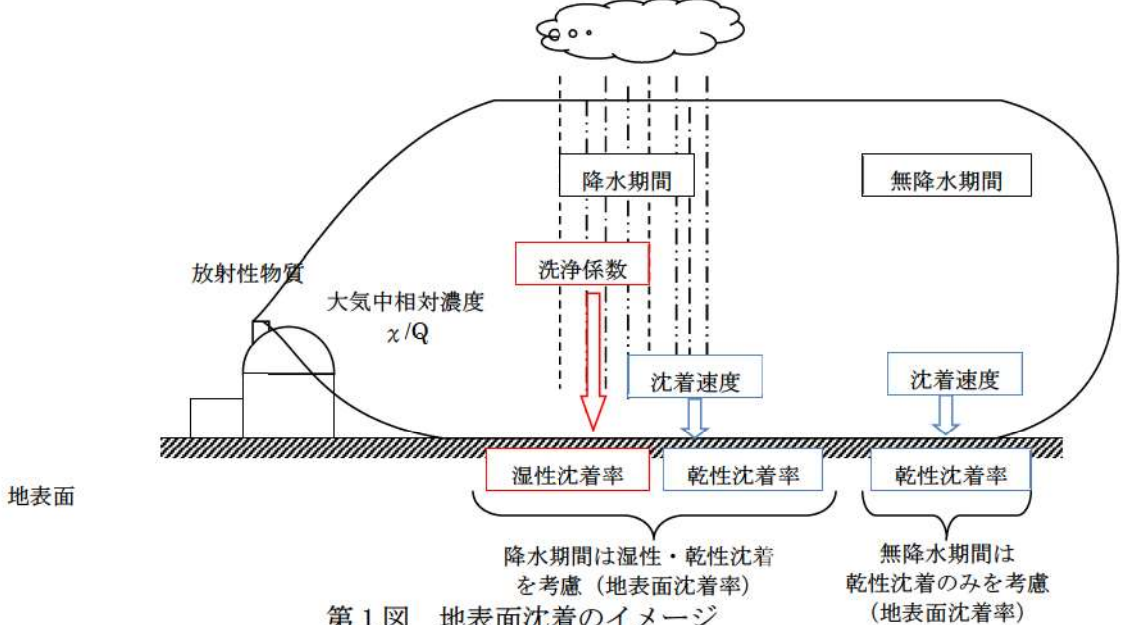 降水期間
無降水期間
洗浄係数
放射性物質
大気中相対濃度
χ/Q
沈着速度
沈着速度
湿性沈着率
乾性沈着率
乾性沈着率
地表面
降水期間は湿性・乾性沈着
を考慮（地表面沈着率）
無降水期間は
乾性沈着のみを考慮
（地表面沈着率）
第１図　地表面沈着のイメージ